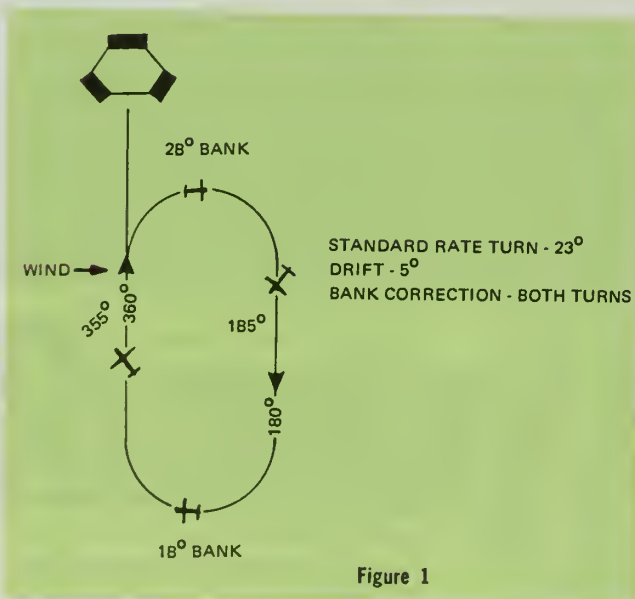 28° BANK
WIND
355°
360°
185°
180°
STANDARD RATE TURN - 23°
DRIFT - 5°
BANK CORRECTION - BOTH TURNS
18° BANK
Figure 1